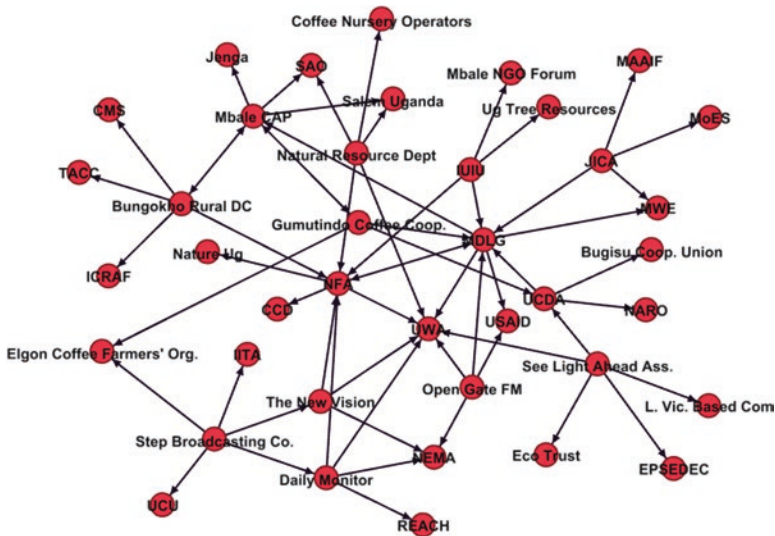 Coffee Nursery Operators
Jenga
SAO
Mbale NGO Forum
MAAIF
CMS
Mbale CAP
Salem Uganda
Ug Tree Resources
MoES
Natural Resource Dept
TACC
IUIU
JICA
Bungokho Rural DC
MWE
Gumutindo Coffee Coop.
MDLG
Bugisu Coop. Union
Nature Ug
ICRAF
NFA
UCDA
CCD
USAID
NARO
UWA
Elgon Coffee Farmers' Org.
IITA
See Light Ahead Ass.
Open Gate FM
The New Vision
L. Vic. Based Com
Step Broadcasting Co.
NEMA
Eco Trust
EPSEDEC
Daily Monitor
UCU
REACH